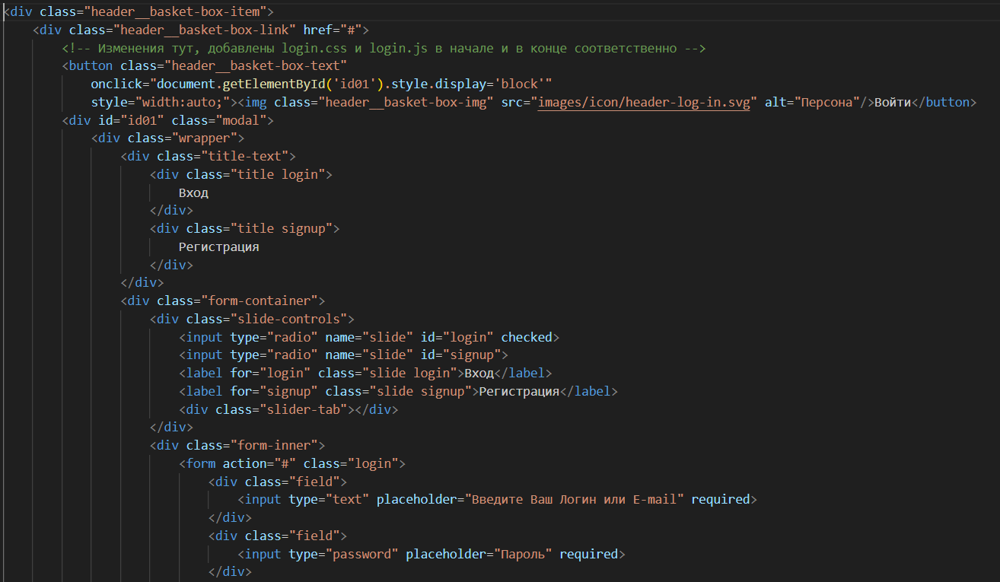 <div class="header__basket-box-item">
<div class="header__basket-box-link" href="#">
<!-- Изменения тут, добавлены login.css и login.js в начале и в конце соответственно -->
<button class="header__basket-box-text"
onclick="document.getElementById('id01').style.display='block'"
style="width:auto;"><img class="header__basket-box-img" src="images/icon/header-log-in.svg" alt="Персона"/>Войти</button>
<div id="id01" class="modal">
<div class="wrapper">
<div class="title-text">
<div class="title login">
Вход
</div>
<div class="title signup">
Регистрация
</div>
</div>
<div class="form-container">
<div class="slide-controls">
<input type="radio" name="slide" id="login" checked>
<input type="radio" name="slide" id="signup">
<label for="login" class="slide login">Вход</label>
<label for="signup" class="slide signup">Регистрация</label>
<div class="slider-tab"></div>
</div>
<div class="form-inner">
<form action="#" class="login">
<div class="field">
<input type="text" placeholder="Введите Ваш Логин или E-mail" required>
</div>
<div class="field">
<input type="password" placeholder="Пароль" required>
</div>